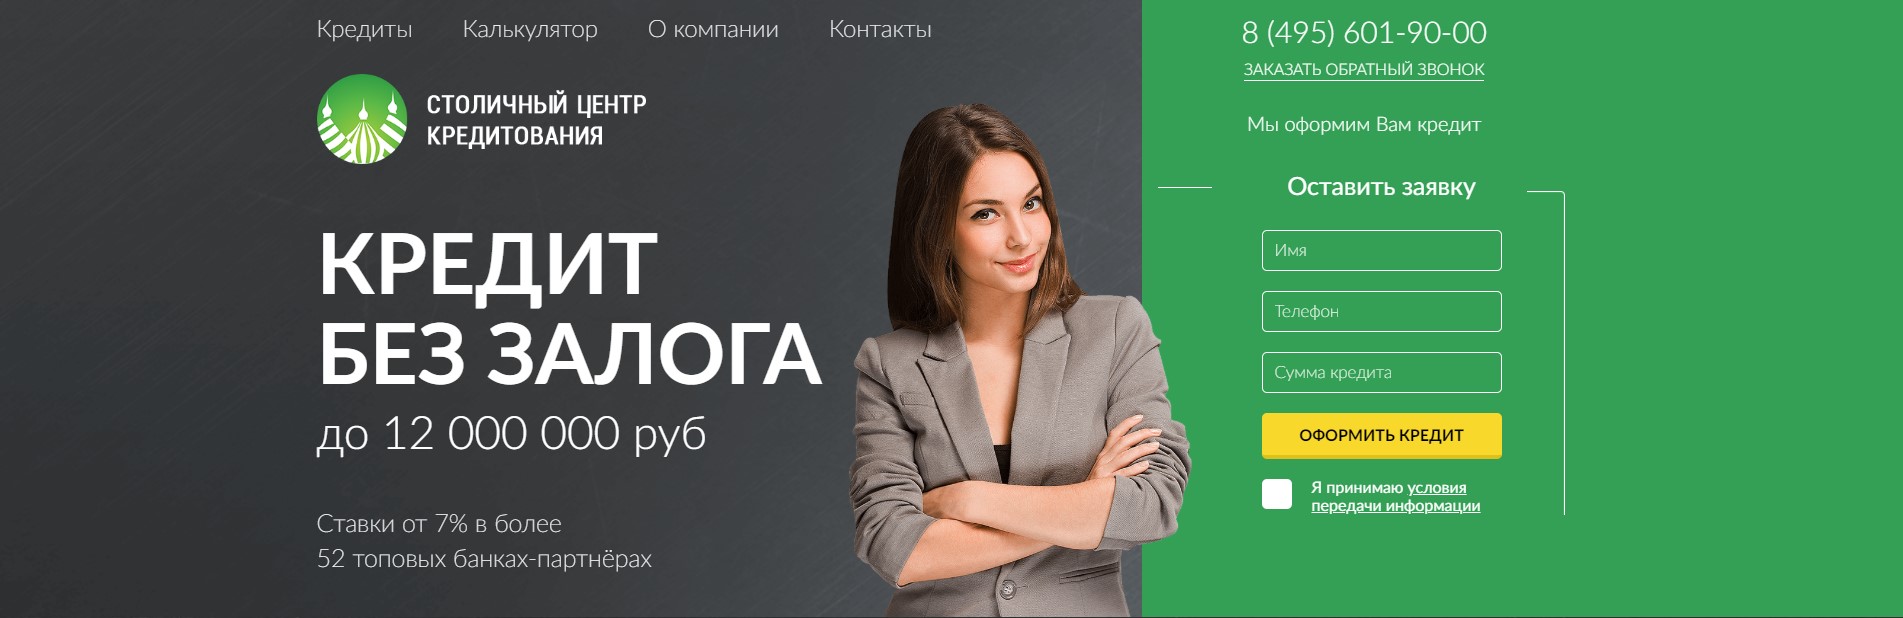 Кредиты
Калькулятор
О компании
Контакты
8 (495) 601-90-00
ЗАКАЗАТЬ ОБРАТНЫЙ ЗВОНОК
СТОЛИЧНЫЙ ЦЕНТР
КРЕДИТОВАНИЯ
КРЕДИТ
БЕЗ ЗАЛОГА
до 12 000 000 руб
Ставки от 7% в более
52 топовых банках-партнёрах
Мы оформим Вам кредит
Оставить заявку
Имя
Телефон
Сумма кредита
ОФОРМИТЬ КРЕДИТ
Я принимаю условия
передачи информации